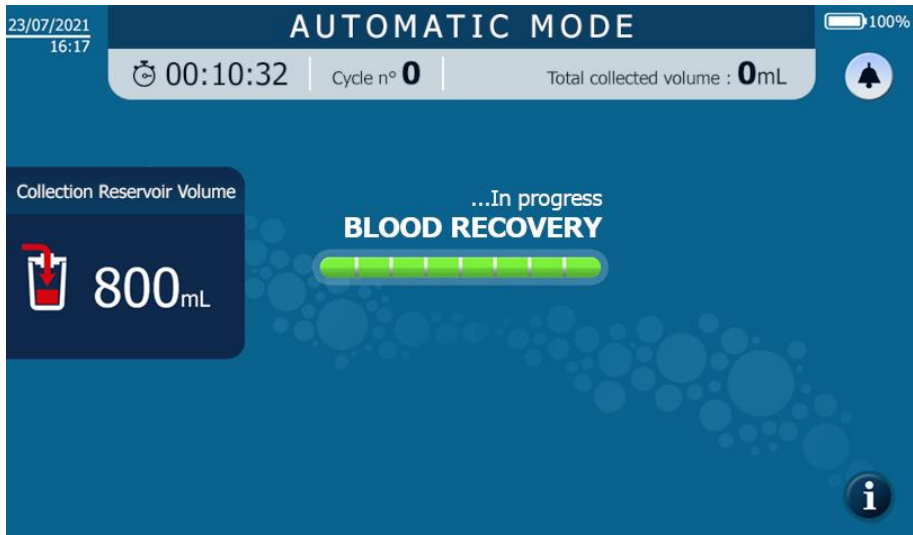 23/07/2021
16:17
AUTOMATIC MODE
100%
00:10:32
Cycle n° 0
Total collected volume : 0mL
Collection Reservoir Volume
800mL
...In progress
BLOOD RECOVERY
i